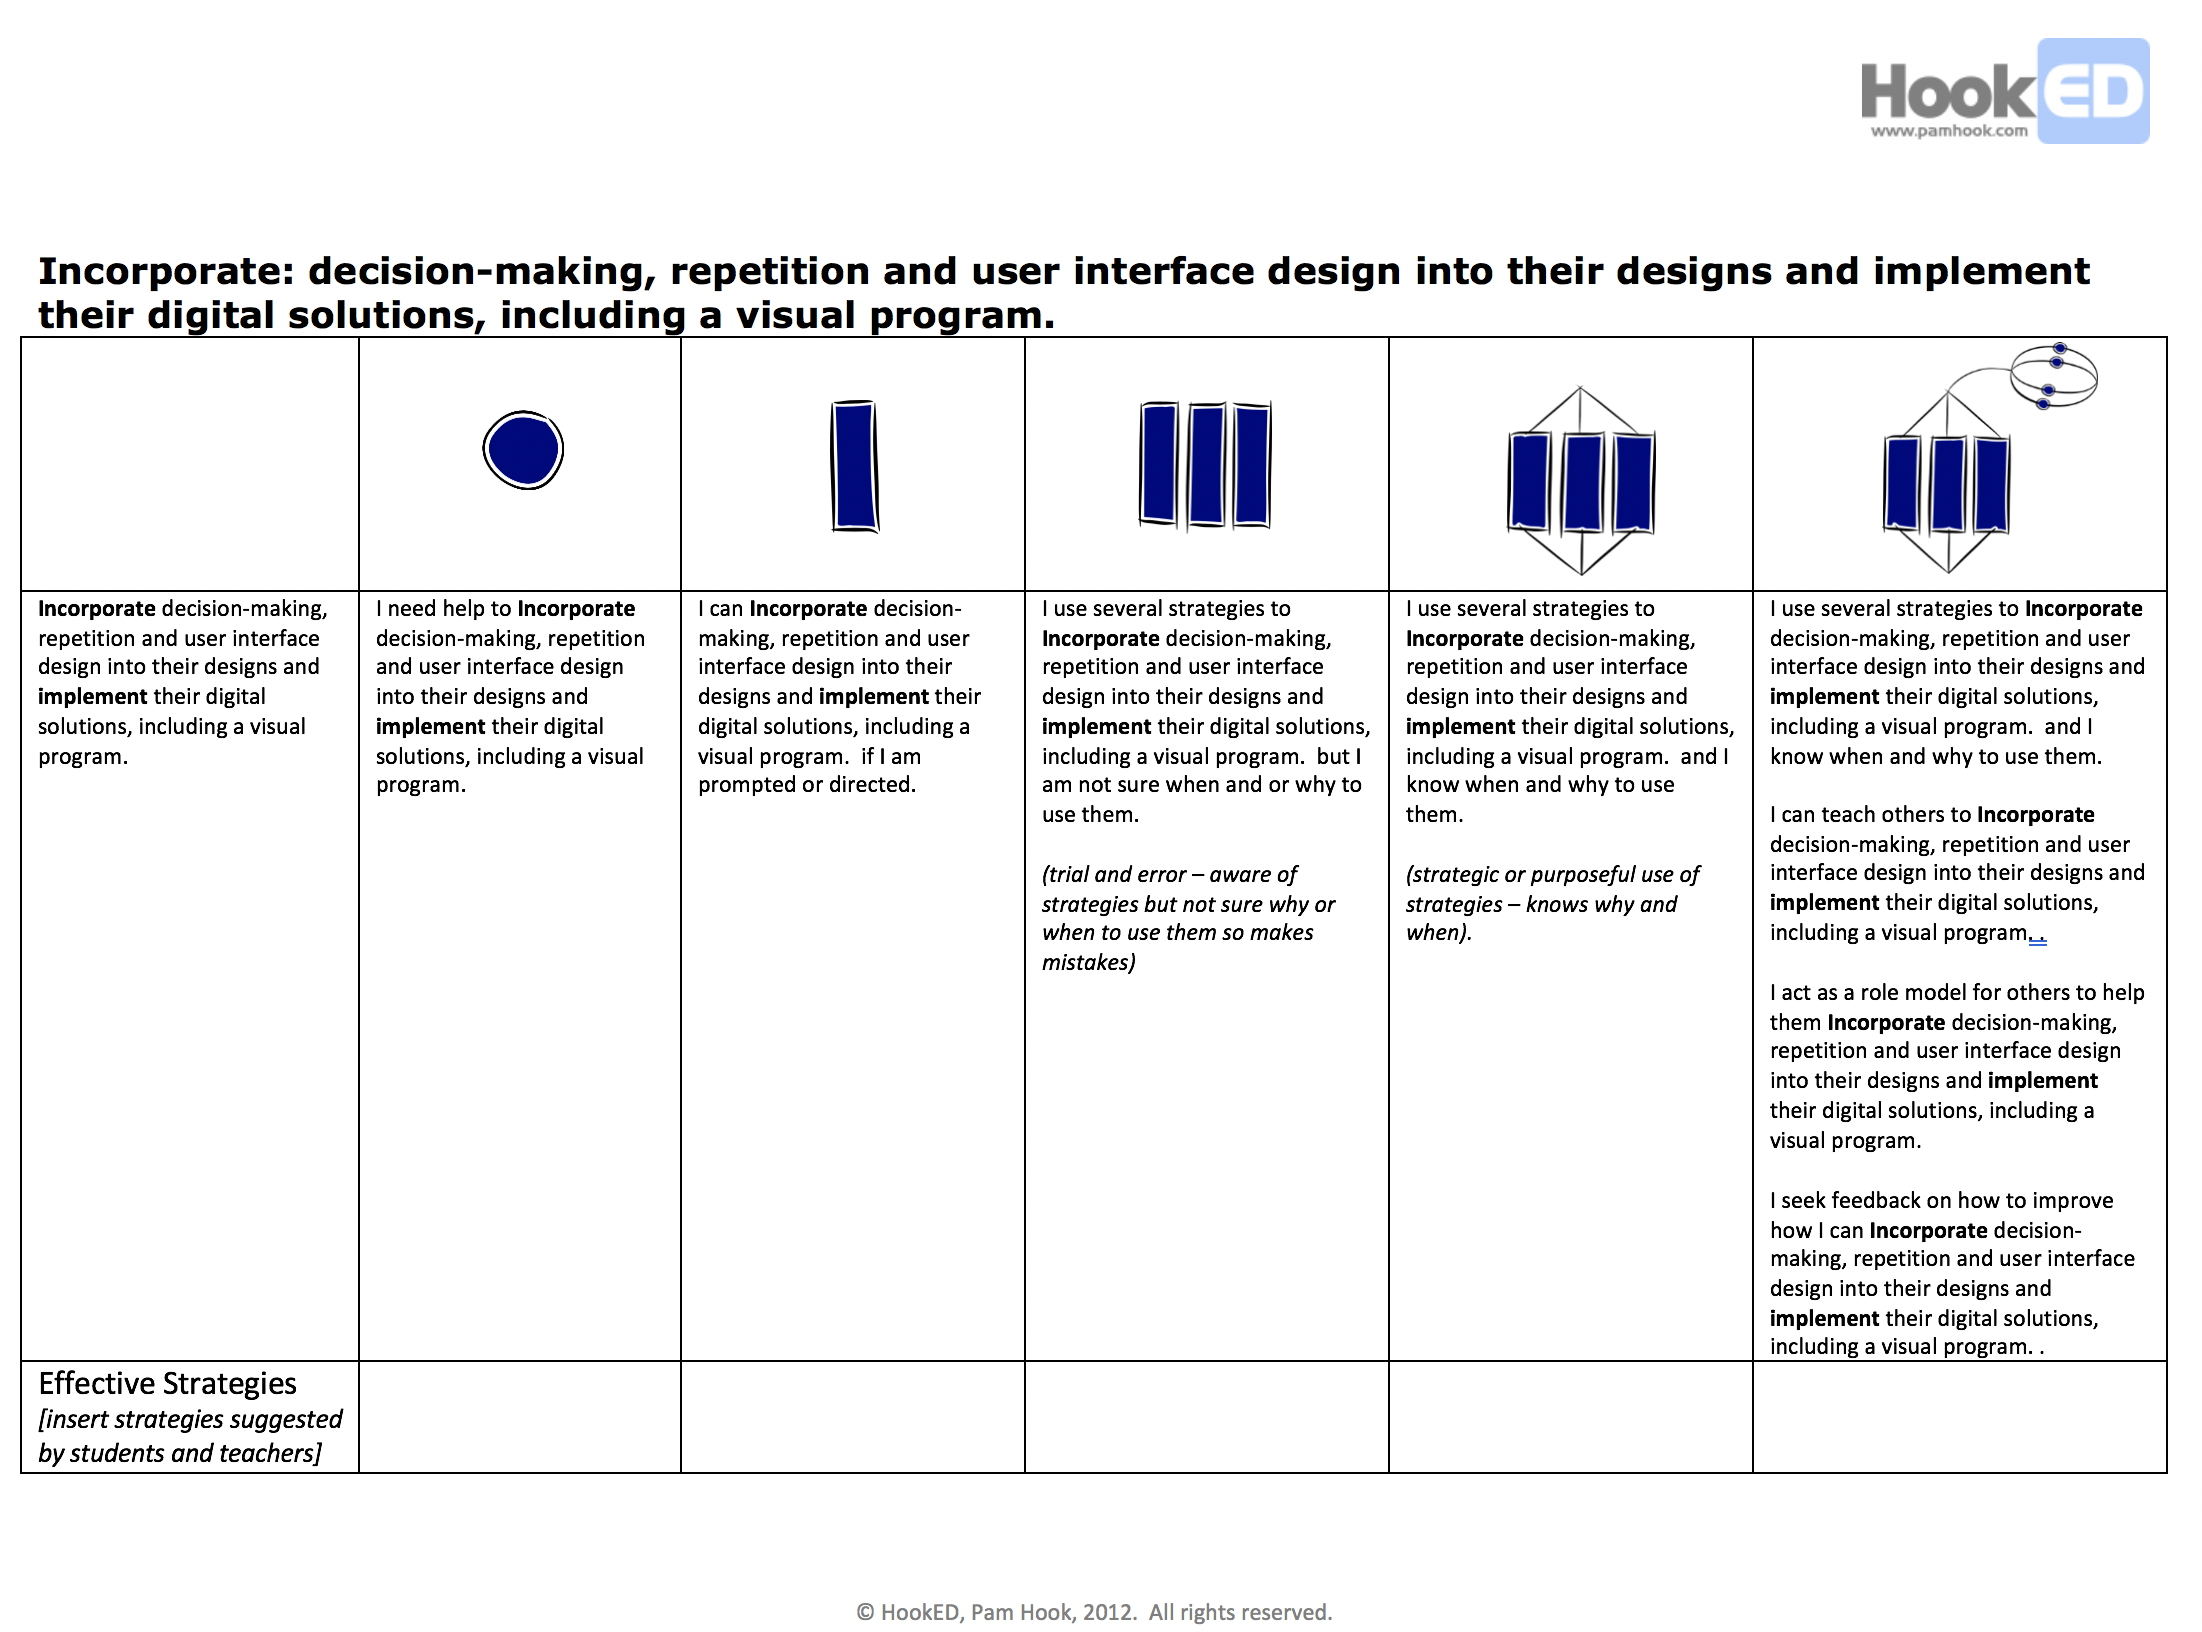 HookED
www.pamhook.com
Incorporate: decision-making, repetition and user interface design into their designs and implement
their digital solutions, including a visual program.
Incorporate decision-making,
repetition and user interface
design into their designs and
implement their digital
solutions, including a visual
program.
I need help to Incorporate
decision-making, repetition
and user interface design
into their designs and
implement their digital
solutions, including a visual
program.
I can Incorporate decision-
making, repetition and user
interface design into their
designs and implement their
digital solutions, including a
visual program.  if I am
prompted or directed.
I use several strategies to
Incorporate decision-making,
repetition and user interface
design into their designs and
implement their digital solutions,
including a visual program.  but I
am not sure when and or why to
use them.
(trial and error – aware of
strategies but not sure why or
when to use them so makes
mistakes)
I use several strategies to
Incorporate decision-making,
repetition and user interface
design into their designs and
implement their digital solutions,
including a visual program.  and I
know when and why to use
them.
(strategic or purposeful use of
strategies – knows why and
when).
I use several strategies to Incorporate
decision-making, repetition and user
interface design into their designs and
implement their digital solutions,
including a visual program.  and I
know when and why to use them.
I can teach others to Incorporate
decision-making, repetition and user
interface design into their designs and
implement their digital solutions,
including a visual program. .
I act as a role model for others to help
them Incorporate decision-making,
repetition and user interface design
into their designs and implement
their digital solutions, including a
visual program.
I seek feedback on how to improve
how I can Incorporate decision-
making, repetition and user interface
design into their designs and
implement their digital solutions,
including a visual program. .
Effective Strategies
[insert strategies suggested
by students and teachers]
© HookED, Pam Hook, 2012.  All rights reserved.